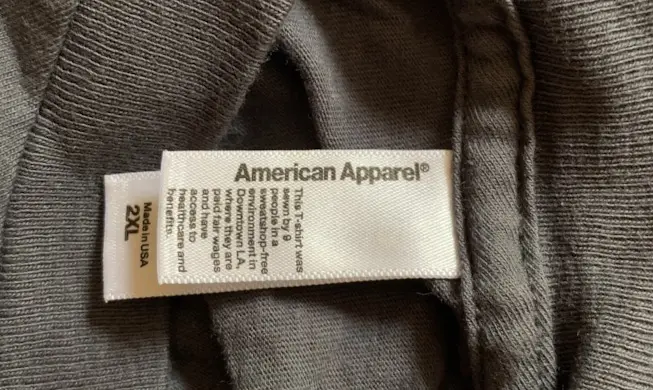 American Apparel®
This T-shirt was
sewn by 9
people in a
sweatshop-free
environment in
Downtown L.A.
where they are
paid fair wages
and have
access to
healthcare and
benefits.
Made in USA
2XL